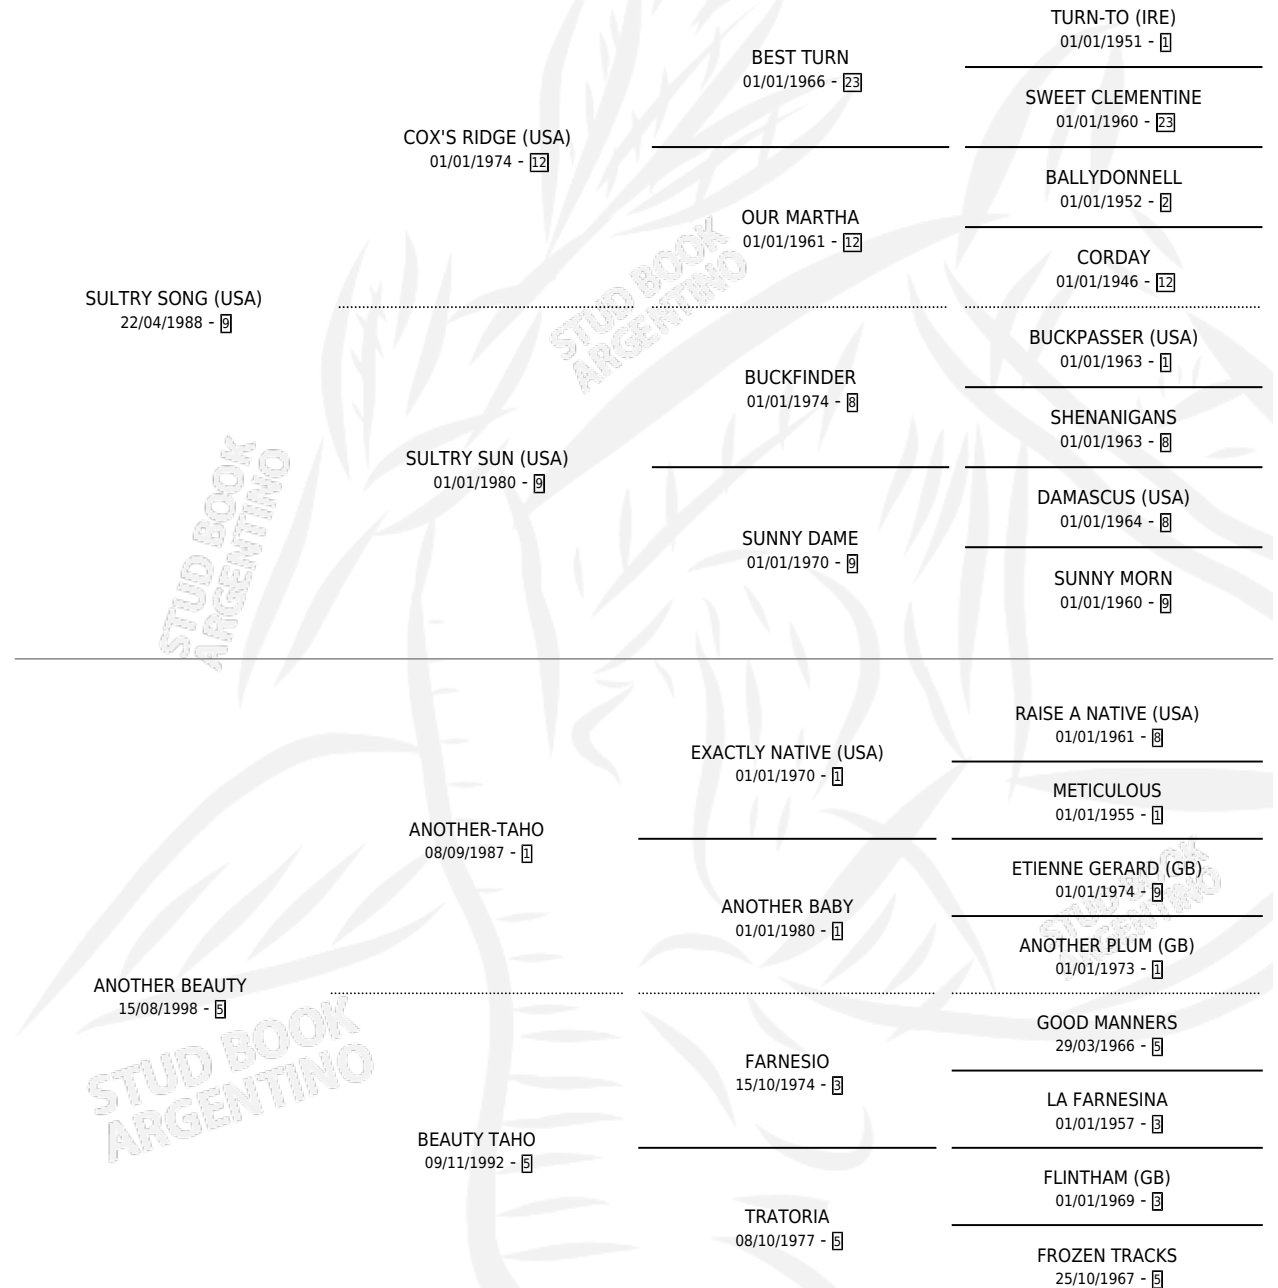 TURN-TO (IRE)
01/01/1951 - 1
BEST TURN
01/01/1966 - 23
SWEET CLEMENTINE
01/01/1960 - 23
COX'S RIDGE (USA)
01/01/1974 - 12
BALLYDONNELL
01/01/1952 - 2
OUR MARTHA
01/01/1961 - 12
CORDAY
01/01/1946 - 12
SULTRY SONG (USA)
22/04/1988 - 9
BUCKPASSER (USA)
01/01/1963 - 1
BUCKFINDER
01/01/1974 - 8
SHENANIGANS
01/01/1963 - 8
SULTRY SUN (USA)
01/01/1980 - 9
DAMASCUS (USA)
01/01/1964 - 8
SUNNY DAME
01/01/1970 - 9
SUNNY MORN
01/01/1960 - 9
RAISE A NATIVE (USA)
01/01/1961 - 8
EXACTLY NATIVE (USA)
01/01/1970 - 1
METICULOUS
01/01/1955 - 1
ANOTHER-TAHO
08/09/1987 - 1
ETIENNE GERARD (GB)
01/01/1974 - 9
ANOTHER BABY
01/01/1980 - 1
ANOTHER PLUM (GB)
01/01/1973 - 1
ANOTHER BEAUTY
15/08/1998 - 5
GOOD MANNERS
29/03/1966 - 5
FARNESIO
15/10/1974 - 3
LA FARNESINA
01/01/1957 - 3
BEAUTY TAHO
09/11/1992 - 5
FLINTHAM (GB)
01/01/1969 - 3
TRATORIA
08/10/1977 - 5
FROZEN TRACKS
25/10/1967 - 5
STUD BOOK
ARGENTINO
STUD BOOK
ARGENTINO
STUD BOOK
ARGENTINO
STUD BOOK
ARGENTINO